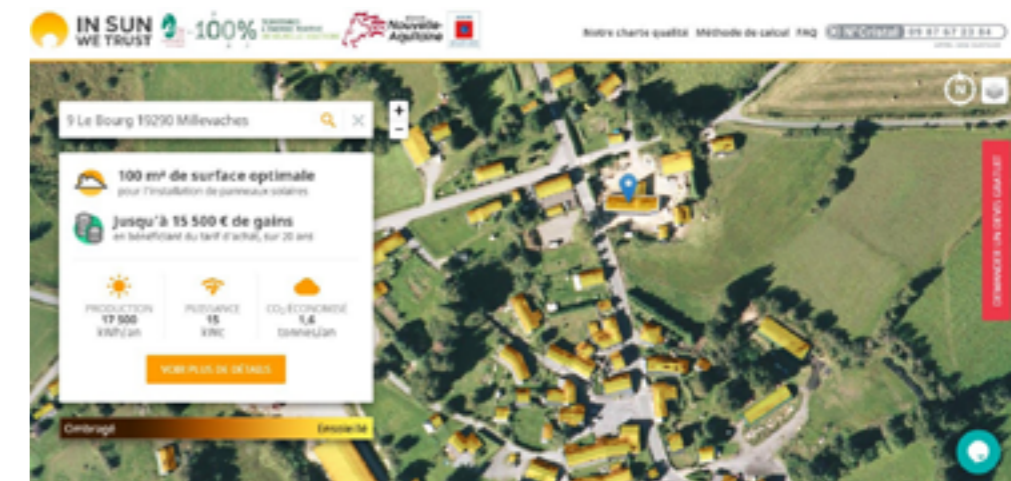 IN SUN
WE TRUST
100%
Nouvelle-
Aquitaine
Notre charte qualité Méthode de calcul FAQ N°Cristal
N
9 Le Bourg 19290 Millevaches
+
-
100 m² de surface optimale
pour l'installation de panneaux solaires
Jusqu'à 15 500 € de gains
en bénéficiant du tarif d'achat, sur 20 ans
PRODUCTION
17 500
kWh/an
PUISSANCE
15
kWc
CO₂ ÉCONOMISÉ
1,6
tonnes/an
VOIR PLUS DE DÉTAILS
Ombragé Ensoleillé
DEMANDER UN DEVIS GRATUIT